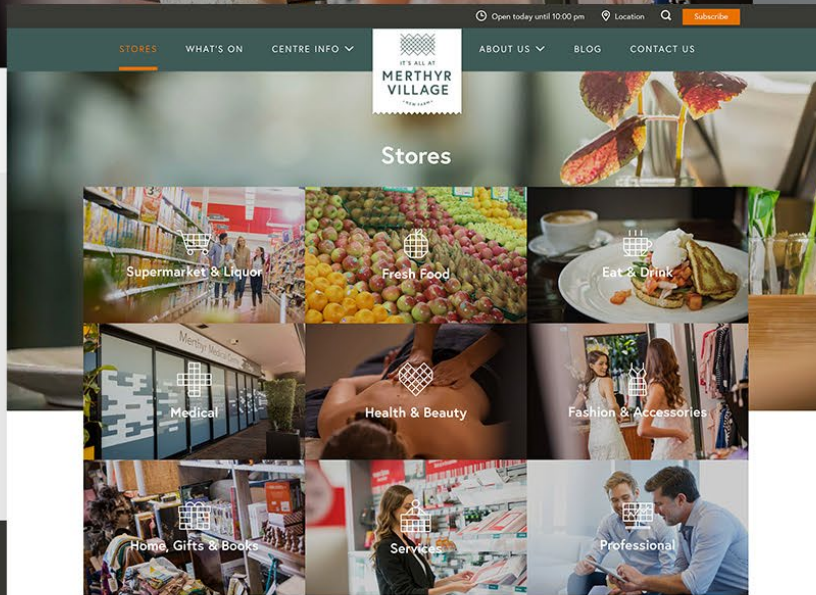 Open today until 10:00 pm
Location
Subscribe
STORES
WHAT'S ON
CENTRE INFO
IT'S ALL AT
MERTHYR
VILLAGE
NEW FARM
ABOUT US
BLOG
CONTACT US
Stores
Supermarket & Liquor
Fresh Food
Eat & Drink
Merthyr Medical Centre
Medical
Health & Beauty
Fashion & Accessories
Home, Gifts & Books
Services
Professional